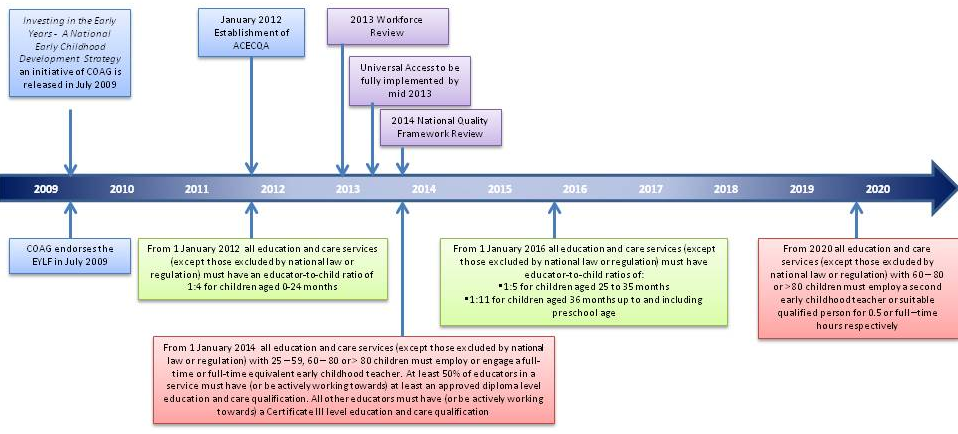 Investing in the Early
Years - A National
Early Childhood
Development Strategy
an initiative of COAG is
released in July 2009
January 2012
Establishment of
ACECQA
2013 Workforce
Review
Universal Access to be
fully implemented by
mid 2013
2014 National Quality
Framework Review
2009 2010 2011 2012 2013 2014 2015 2016 2017 2018 2019 2020
COAG endorses the
EYLF in July 2009
From 1 January 2012 all education and care services
(except those excluded by national law or
regulation) must have an educator-to-child ratio of
1:4 for children aged 0-24 months
From 1 January 2016 all education and care services (except
those excluded by national law or regulation) must have
educator-to-child ratios of:
▪1:5 for children aged 25 to 35 months
▪1:11 for children aged 36 months up to and including
preschool age
From 2020 all education and care
services (except those excluded by
national law or regulation) with 60–80
or >80 children must employ a second
early childhood teacher or suitable
qualified person for 0.5 or full–time
hours respectively
From 1 January 2014 all education and care services (except those excluded by national
law or regulation) with 25–59, 60–80 or > 80 children must employ or engage a full-
time or full-time equivalent early childhood teacher. At least 50% of educators in a
service must have (or be actively working towards) at least an approved diploma level
education and care qualification. All other educators must have (or be actively working
towards) a Certificate III level education and care qualification